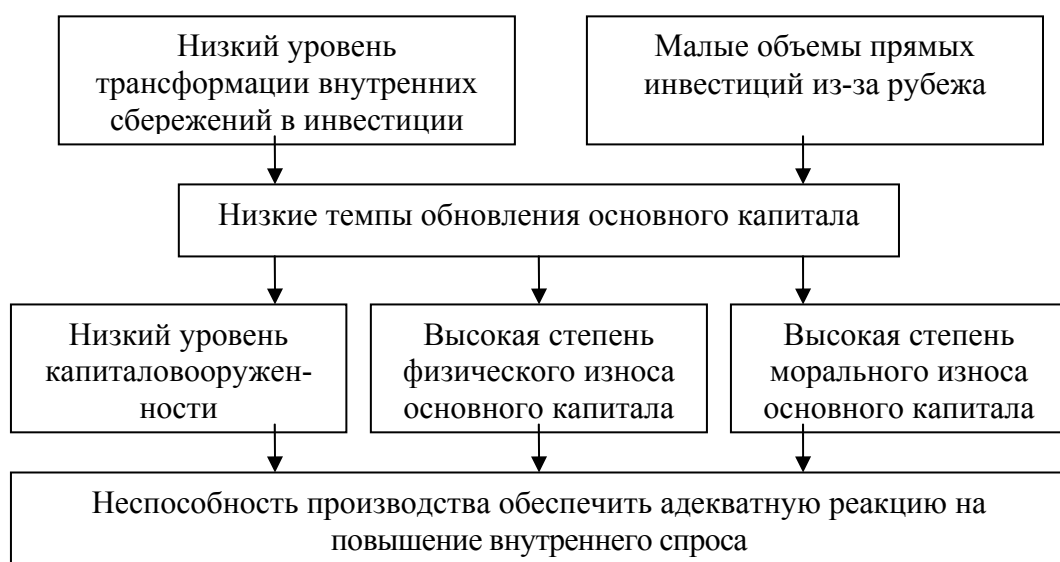 Низкий уровень
трансформации внутренних
сбережений в инвестиции
Малые объемы прямых
инвестиций из-за рубежа
Низкие темпы обновления основного капитала
Низкий уровень
капиталовооружен-
ности
Высокая степень
физического износа
основного капитала
Высокая степень
морального износа
основного капитала
Неспособность производства обеспечить адекватную реакцию на
повышение внутреннего спроса